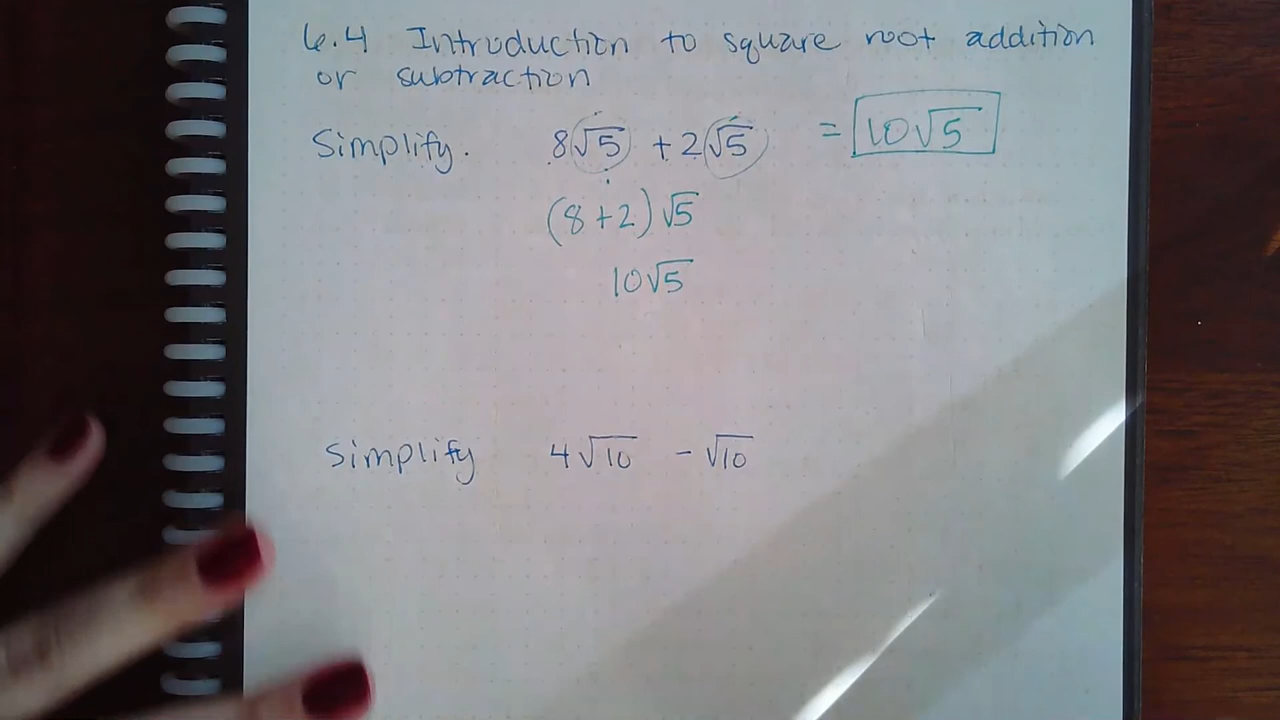 6.4 Introduction to square root addition
or subtraction
Simplify. 8√5 + 2√5 = 10√5
(8+2)√5
10√5
Simplify 4√10 - √10